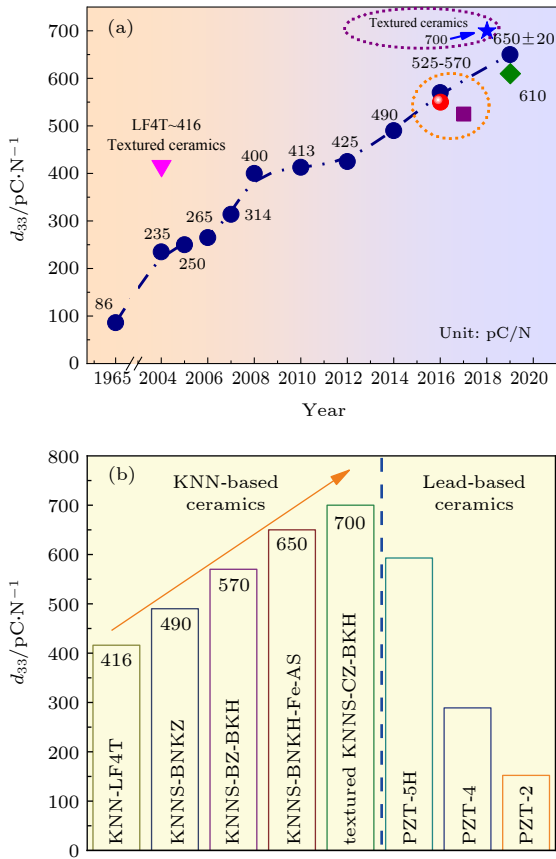 (a)
Textured ceramics
700
650±20
525-570
610
LF4T~416
Textured ceramics
490
400
413
425
235
265
314
250
86
Unit: pC/N
d33/pC·N−1
700
600
500
400
300
200
100
0
1965 2004 2006 2008 2010 2012 2014 2016 2018 2020
Year
(b)
KNN-based
ceramics
Lead-based
ceramics
d33/pC·N−1
800
700
600
500
400
300
200
100
0
416
490
570
650
700
KNN-LF4T
KNNS-BNKZ
KNNS-BZ-BKH
KNNS-BNKH-Fe-AS
textured KNNS-CZ-BKH
PZT-5H
PZT-4
PZT-2